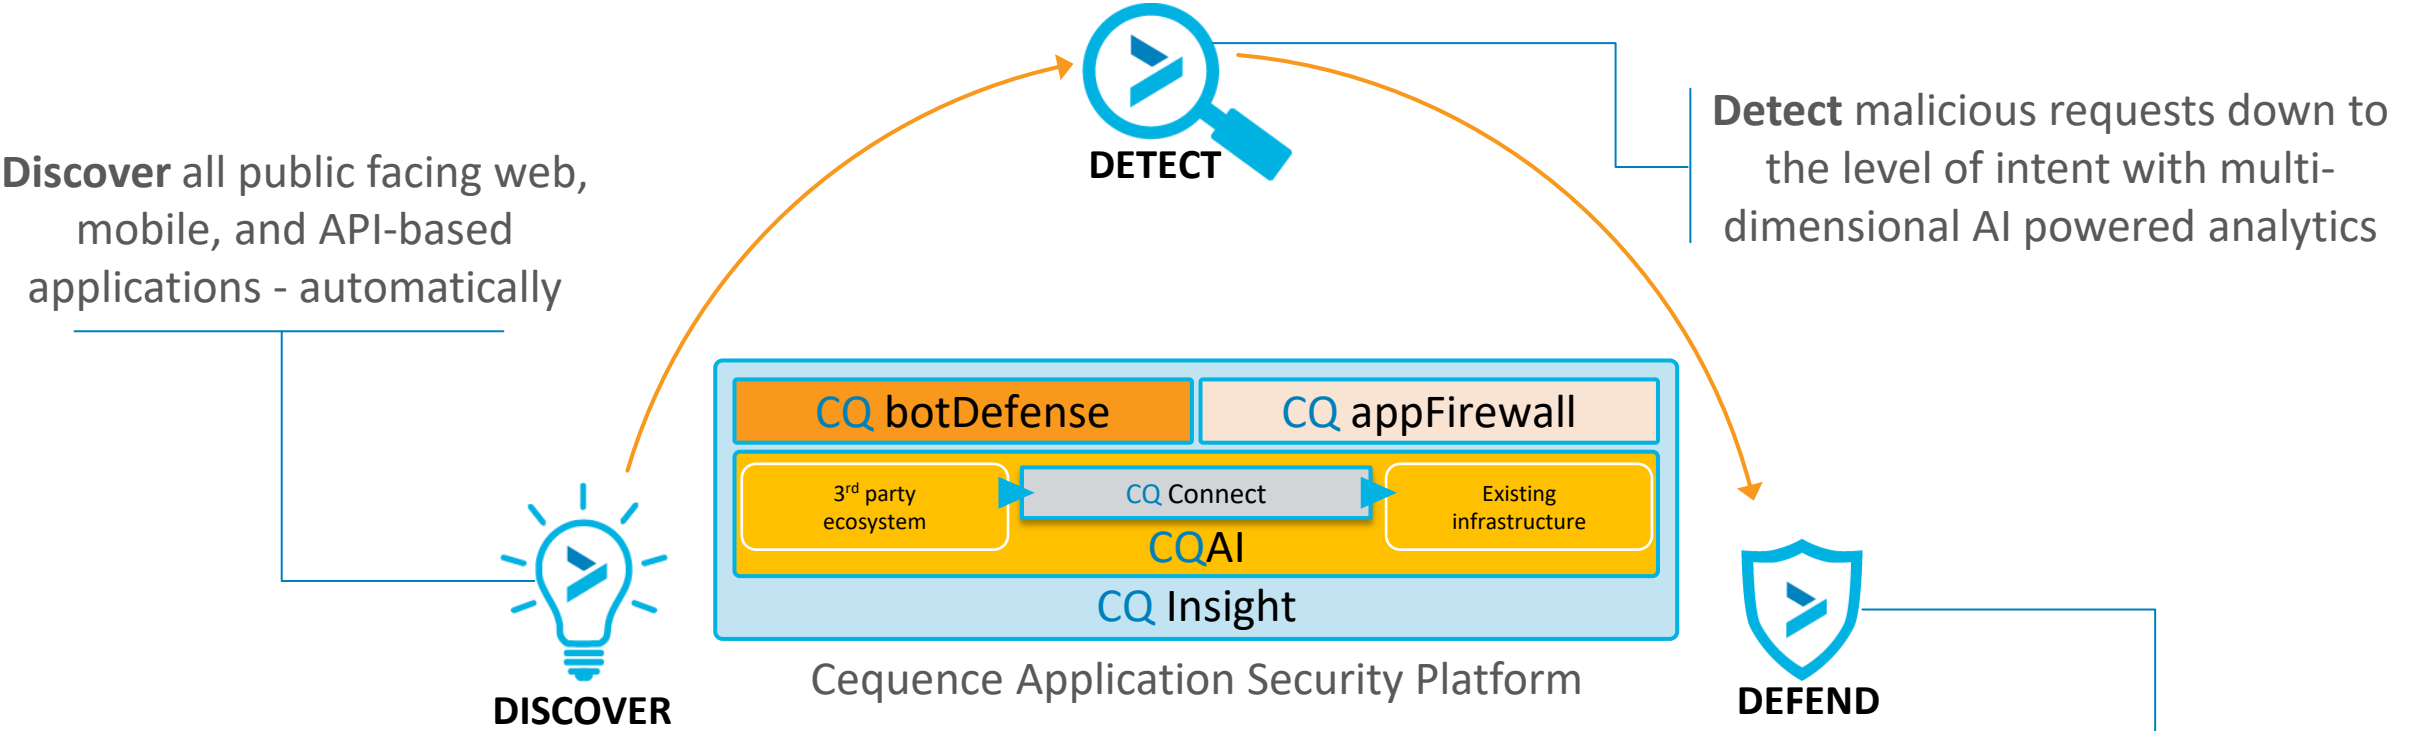 DETECT
Detect malicious requests down to
the level of intent with multi-
dimensional AI powered analytics
Discover all public facing web,
mobile, and API-based
applications - automatically
CQ botDefense
CQ appFirewall
3rd party
ecosystem
CQ Connect
Existing
infrastructure
CQAI
CQ Insight
Cequence Application Security Platform
DISCOVER
DEFEND